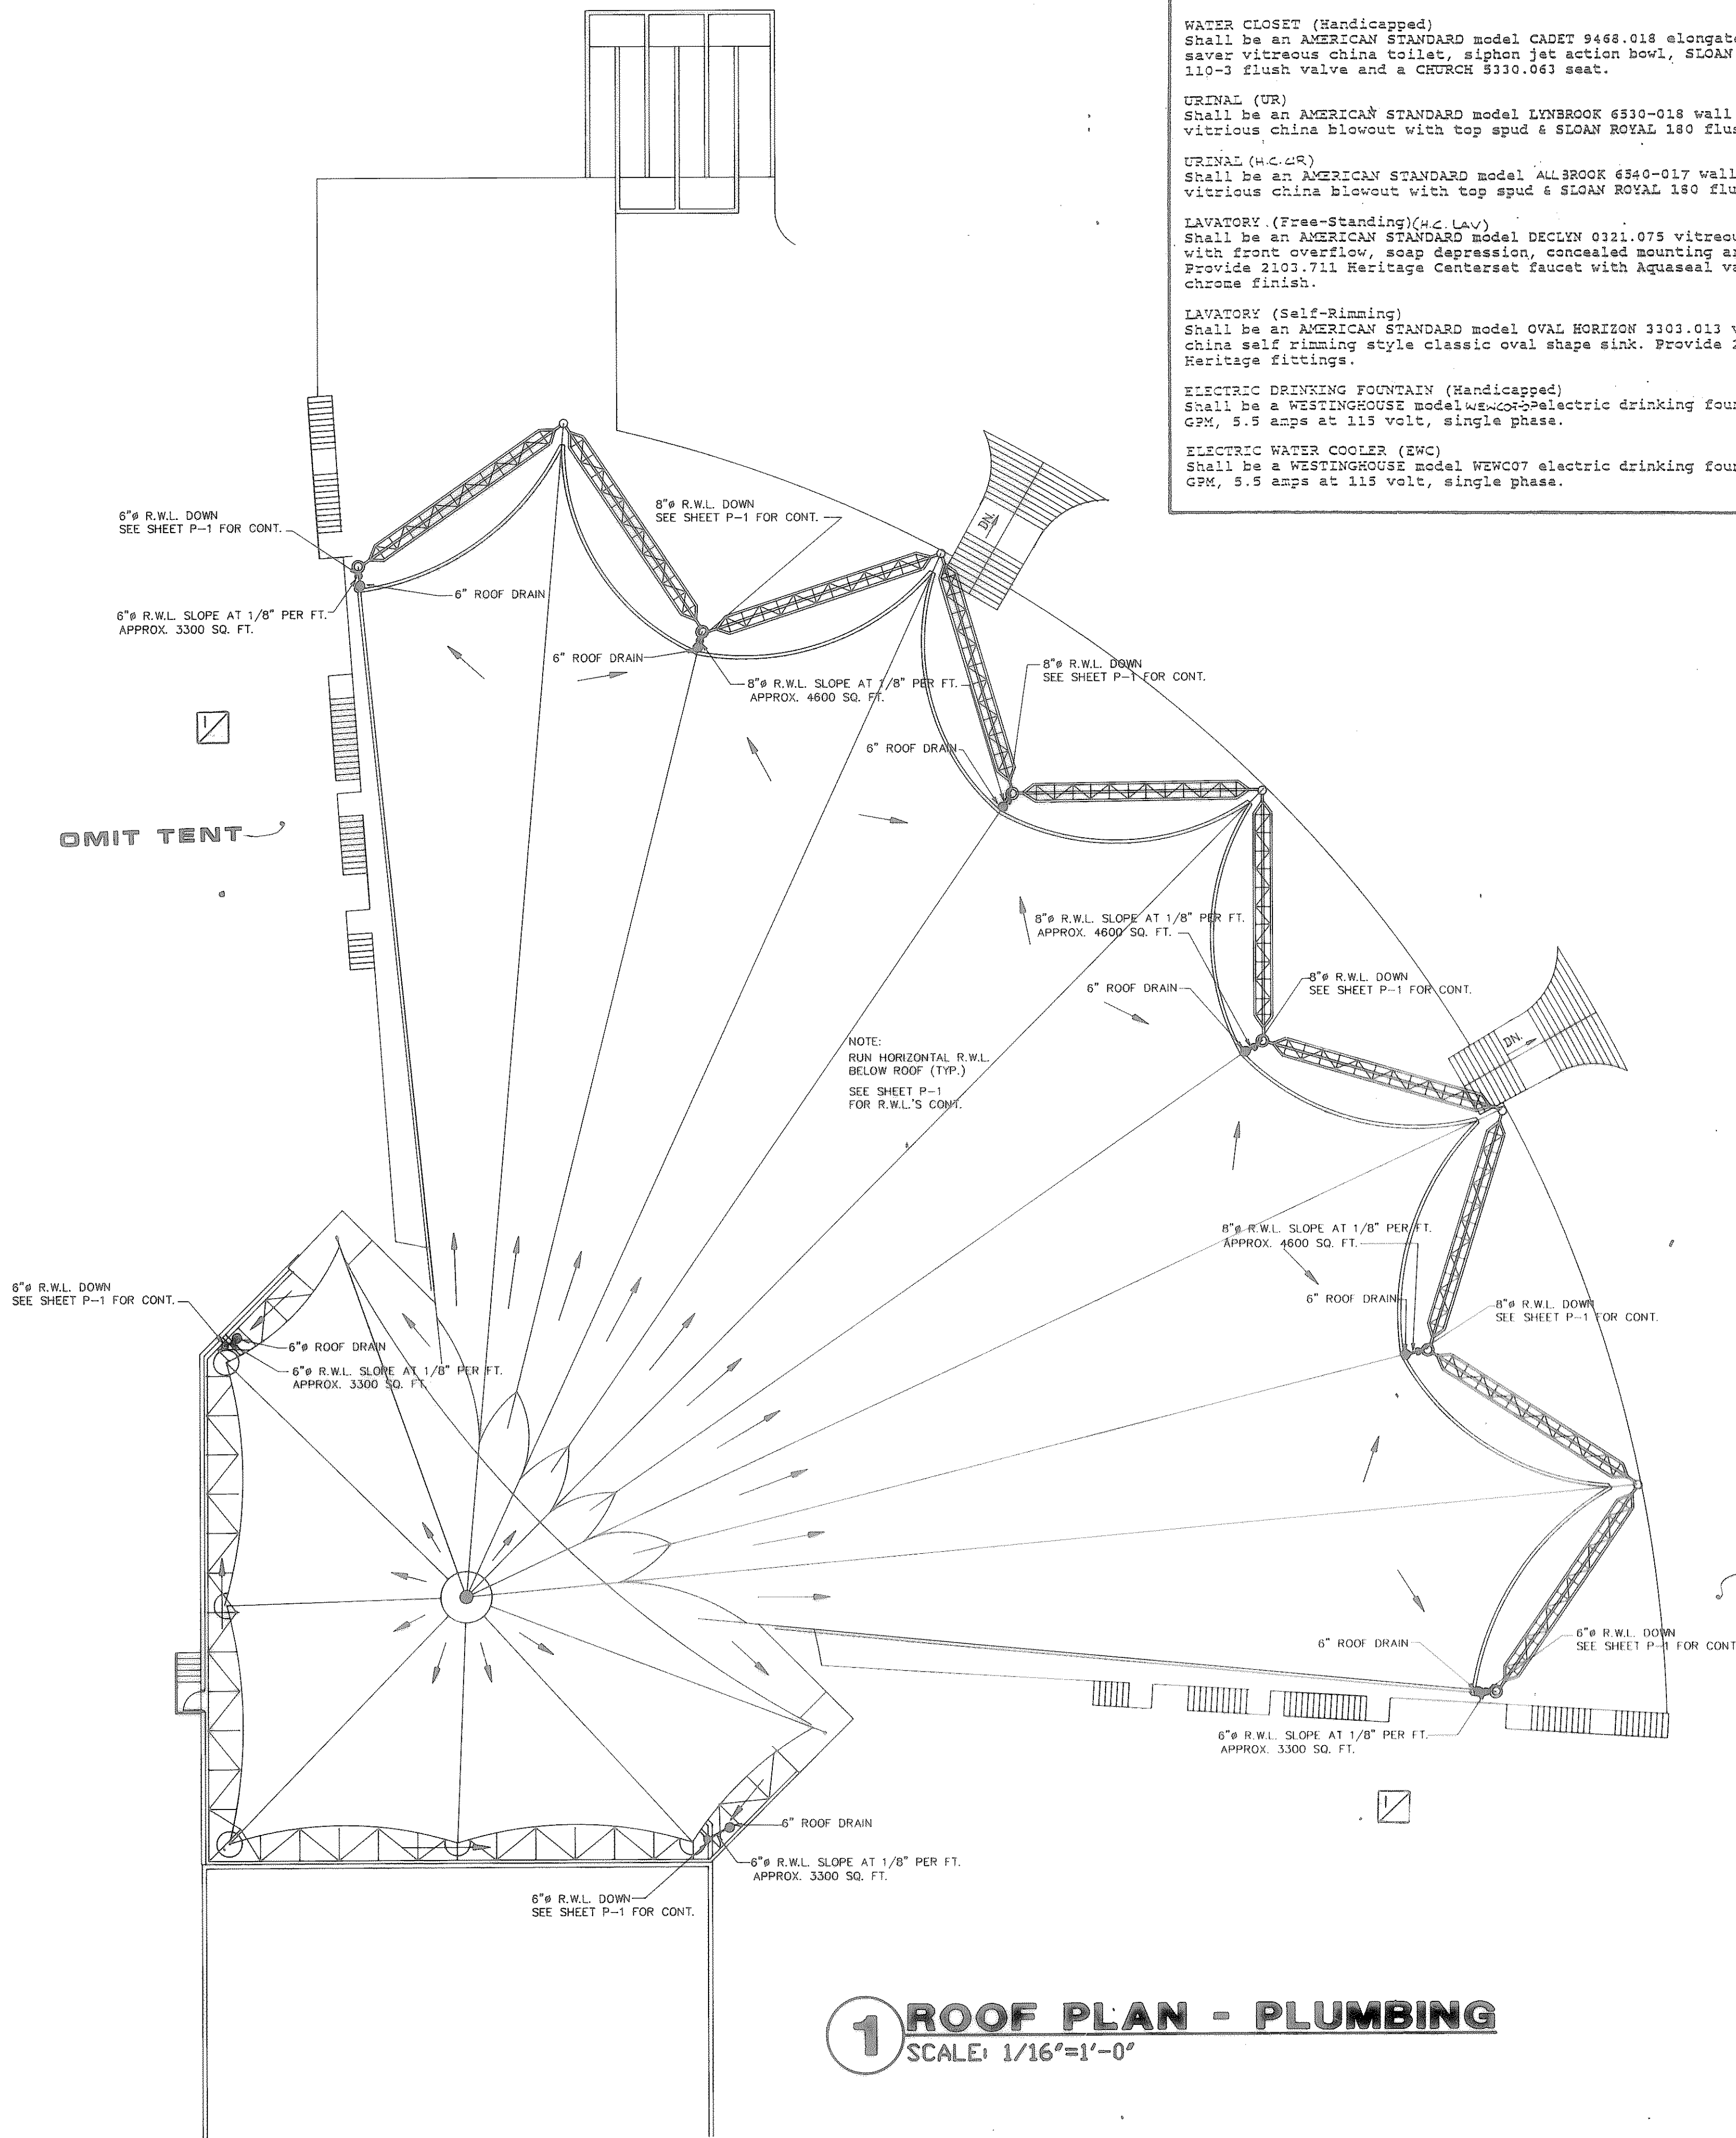 WATER CLOSET (Handicapped)
Shall be an AMERICAN STANDARD model CADET 9468.018 elongate
saver vitreous china toilet, siphon jet action bowl, SLOAN
110-3 flush valve and a CHURCH 5330.063 seat.
URINAL (UR)
Shall be an AMERICAN STANDARD model LYNBROOK 6530-018 wall
vitrious china blowout with top spud & SLOAN ROYAL 180 flus
URINAL (H.C. UR)
Shall be an AMERICAN STANDARD model ALLBROOK 6540-017 wall
vitrious china blowout with top spud & SLOAN ROYAL 180 flu
LAVATORY (Free-Standing)(H.C. LAV)
Shall be an AMERICAN STANDARD model DECLYN 0321.075 vitreou
with front overflow, soap depression, concealed mounting a
Provide 2103.711 Heritage Centerset faucet with Aquaseal va
chrome finish.
LAVATORY (Self-Rimming)
Shall be an AMERICAN STANDARD model OVAL HORIZON 3303.013 v
china self rimming style classic oval shape sink. Provide 2
Heritage fittings.
ELECTRIC DRINKING FOUNTAIN (Handicapped)
Shall be a WESTINGHOUSE model electric drinking foun
GPM, 5.5 amps at 115 volt, single phase.
ELECTRIC WATER COOLER (EWC)
Shall be a WESTINGHOUSE model WEWC07 electric drinking foun
GPM, 5.5 amps at 115 volt, single phase.
6"ø R.W.L. DOWN
SEE SHEET P-1 FOR CONT.
8"ø R.W.L. DOWN
SEE SHEET P-1 FOR CONT.
DN.
6" ROOF DRAIN
6"ø R.W.L. SLOPE AT 1/8" PER FT.
APPROX. 3300 SQ. FT.
6" ROOF DRAIN
8"ø R.W.L. SLOPE AT 1/8" PER FT.
APPROX. 4600 SQ. FT.
8"ø R.W.L. DOWN
SEE SHEET P-1 FOR CONT.
1
6" ROOF DRAIN
OMIT TENT
8"ø R.W.L. SLOPE AT 1/8" PER FT.
APPROX. 4600 SQ. FT.
6" ROOF DRAIN
8"ø R.W.L. DOWN
SEE SHEET P-1 FOR CONT.
DN.
NOTE:
RUN HORIZONTAL R.W.L.
BELOW ROOF (TYP.)
SEE SHEET P-1
FOR R.W.L.'S CONT.
8"ø R.W.L. SLOPE AT 1/8" PER FT.
APPROX. 4600 SQ. FT.
6" ROOF DRAIN
8"ø R.W.L. DOWN
SEE SHEET P-1 FOR CONT.
6"ø R.W.L. DOWN
SEE SHEET P-1 FOR CONT.
6"ø ROOF DRAIN
6"ø R.W.L. SLOPE AT 1/8" PER FT.
APPROX. 3300 SQ. FT.
6" ROOF DRAIN
6"ø R.W.L. DOWN
SEE SHEET P-1 FOR CONT
6"ø R.W.L. SLOPE AT 1/8" PER FT.
APPROX. 3300 SQ. FT.
1
6" ROOF DRAIN
6"ø R.W.L. SLOPE AT 1/8" PER FT.
APPROX. 3300 SQ. FT.
6"ø R.W.L. DOWN
SEE SHEET P-1 FOR CONT.
1 ROOF PLAN - PLUMBING
SCALE: 1/16"=1'-0"